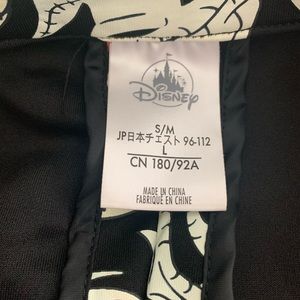 Disney
S/M
JP日本チェスト 96-112
L
CN 180/92A
MADE IN CHINA
FABRIQUÉ EN CHINE